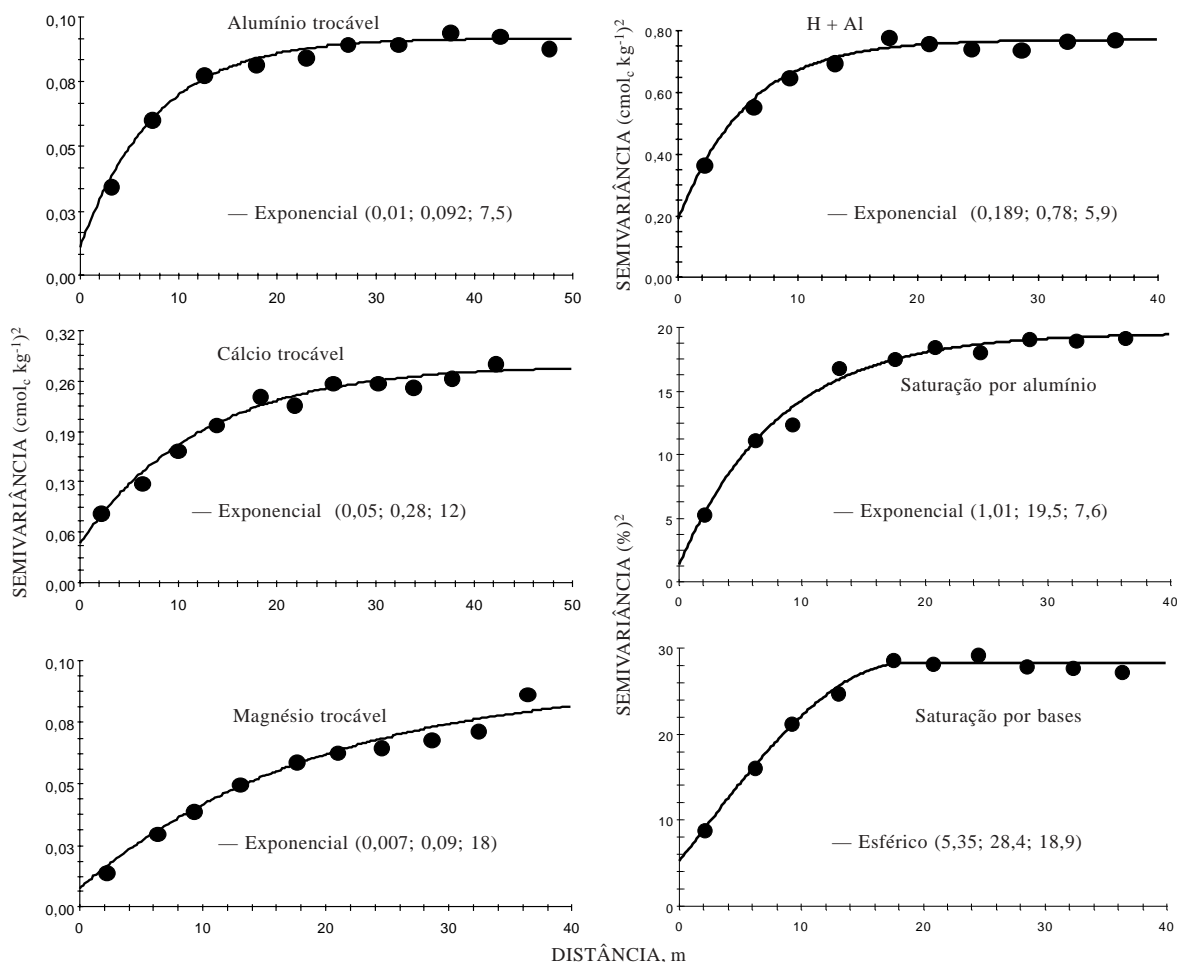 Alumínio trocável
0,10
0,08
0,05
0,03
0,00
— Exponencial (0,01; 0,092; 7,5)
0 10 20 30 40 50
H + Al
SEMIVARIÂNCIA (cmolc kg-1)2
0,80
0,60
0,40
0,20
0,00
— Exponencial (0,189; 0,78; 5,9)
0 10 20 30 40
SEMIVARIÂNCIA (cmolc kg-1)2
Cálcio trocável
0,32
0,26
0,19
0,13
0,06
0,00
— Exponencial (0,05; 0,28; 12)
0 10 20 30 40 50
Saturação por alumínio
20
15
10
5
0
— Exponencial (1,01; 19,5; 7,6)
0 10 20 30 40
SEMIVARIÂNCIA (%)2
Magnésio trocável
0,10
0,08
0,05
0,03
0,00
— Exponencial (0,007; 0,09; 18)
0 10 20 30 40
Saturação por bases
30
20
10
0
— Esférico (5,35; 28,4; 18,9)
0 10 20 30 40
DISTÂNCIA, m